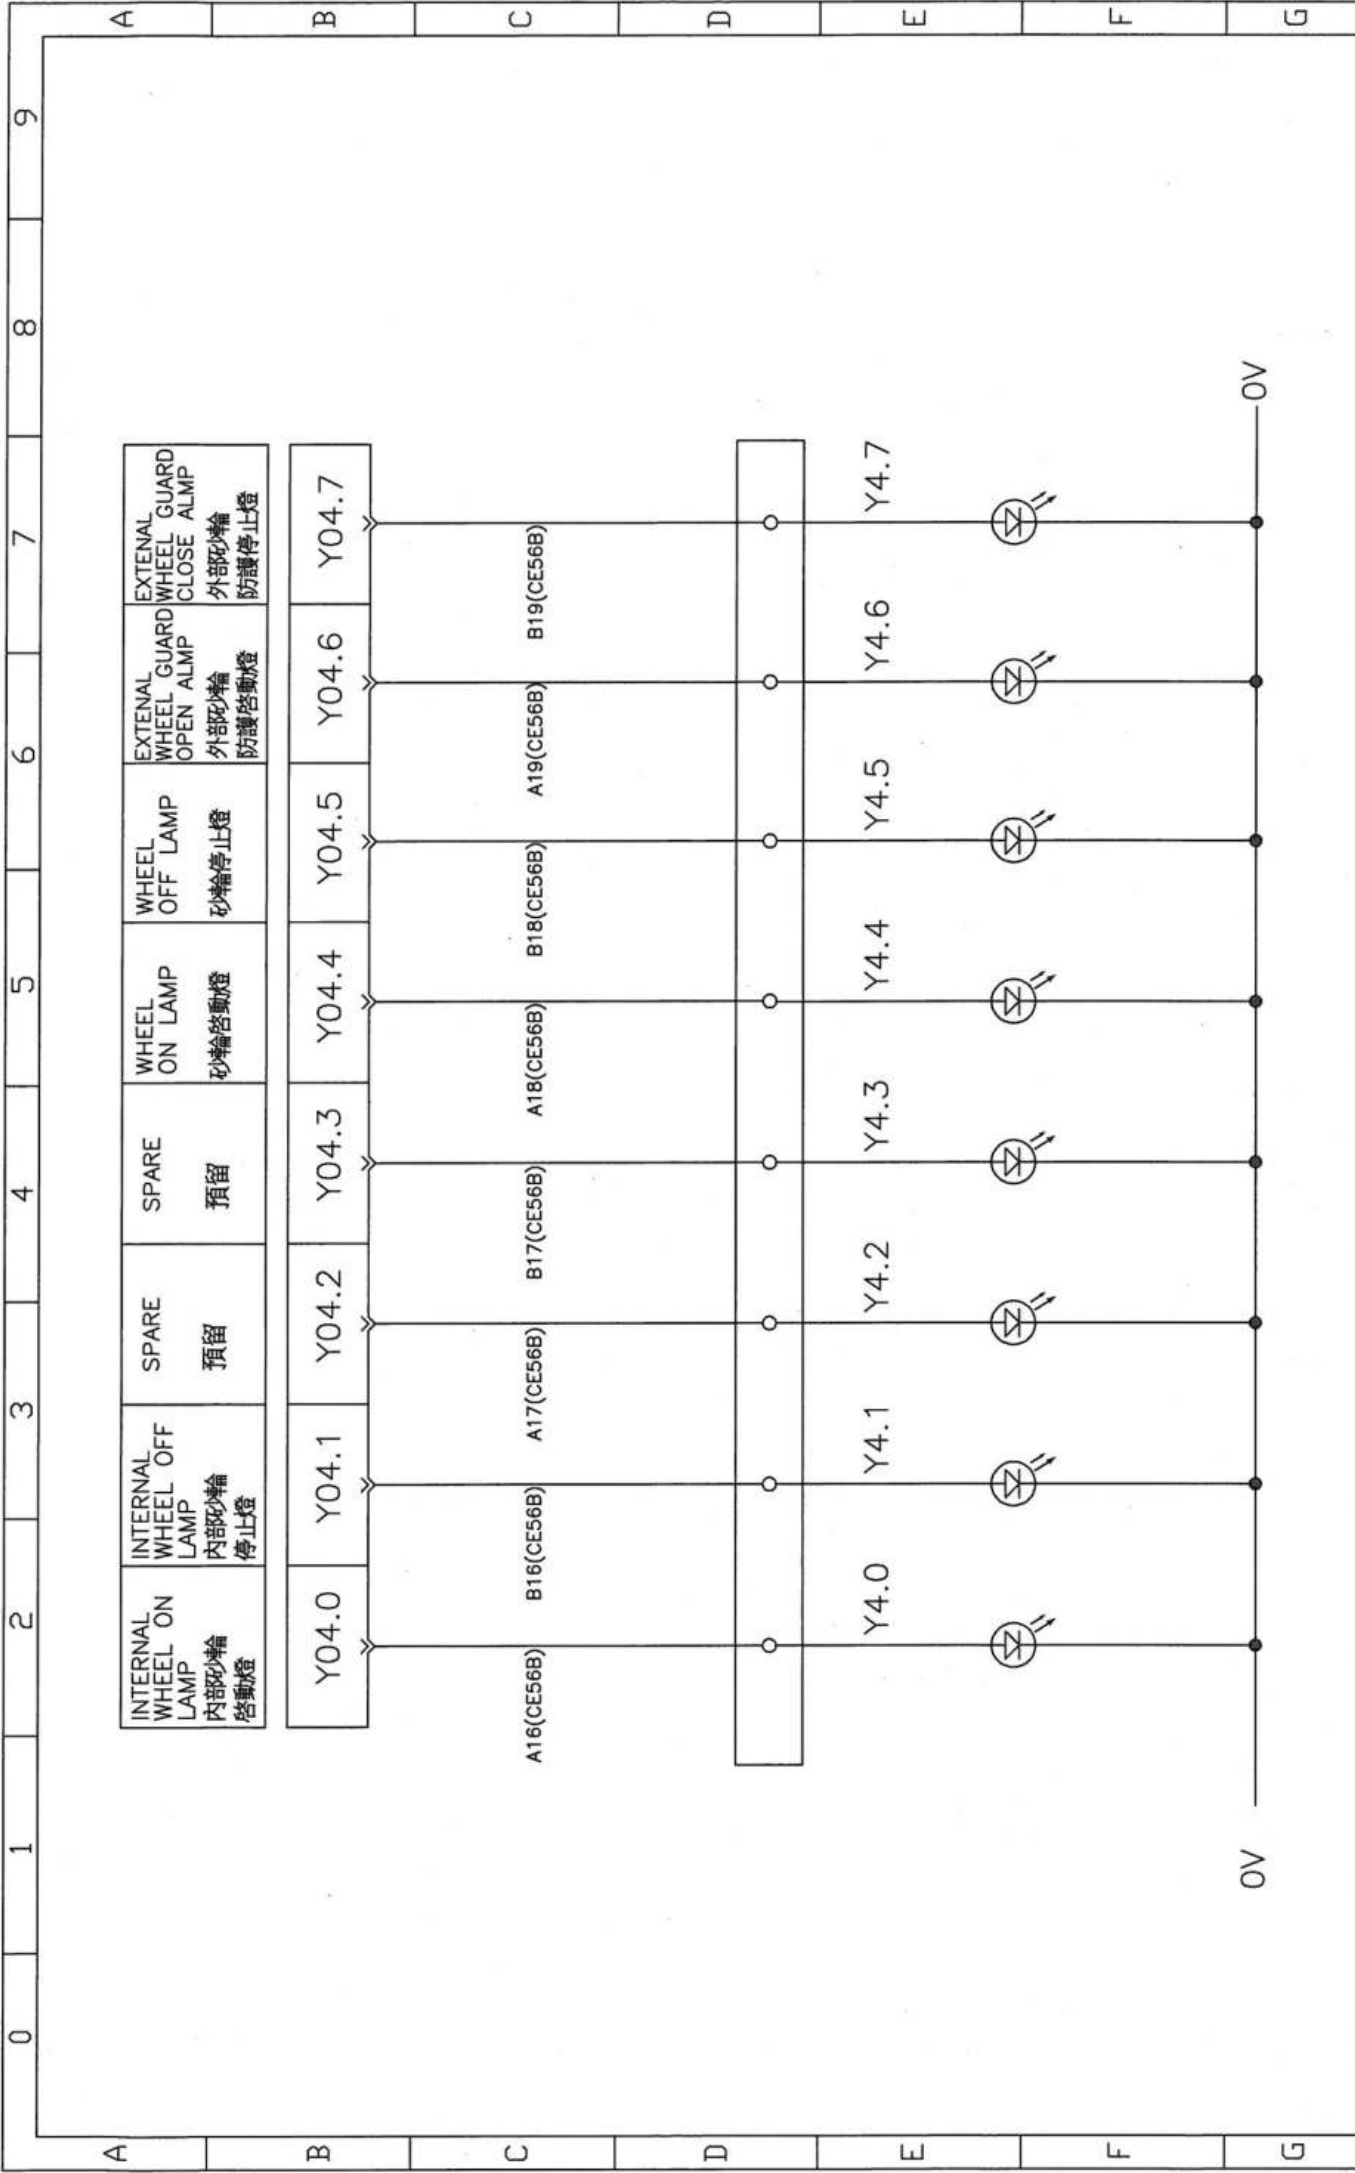 0 1 2 3 4 5 6 7 8 9
A
B
C
D
E
F
G
INTERNAL
WHEEL ON
LAMP
內部砂輪
啓動燈
INTERNAL
WHEEL OFF
LAMP
內部砂輪
停止燈
SPARE
預留
SPARE
預留
WHEEL
ON LAMP
砂輪啓動燈
WHEEL
OFF LAMP
砂輪停止燈
EXTENAL
WHEEL GUARD
OPEN ALMP
外部砂輪
防護啓動燈
EXTENAL
WHEEL GUARD
CLOSE ALMP
外部砂輪
防護停止燈
Y04.0 Y04.1 Y04.2 Y04.3 Y04.4 Y04.5 Y04.6 Y04.7
A16(CE56B) B16(CE56B) A17(CE56B) B17(CE56B) A18(CE56B) B18(CE56B) A19(CE56B) B19(CE56B)
Y4.0 Y4.1 Y4.2 Y4.3 Y4.4 Y4.5 Y4.6 Y4.7
0V 0V
A
B
C
D
E
F
G